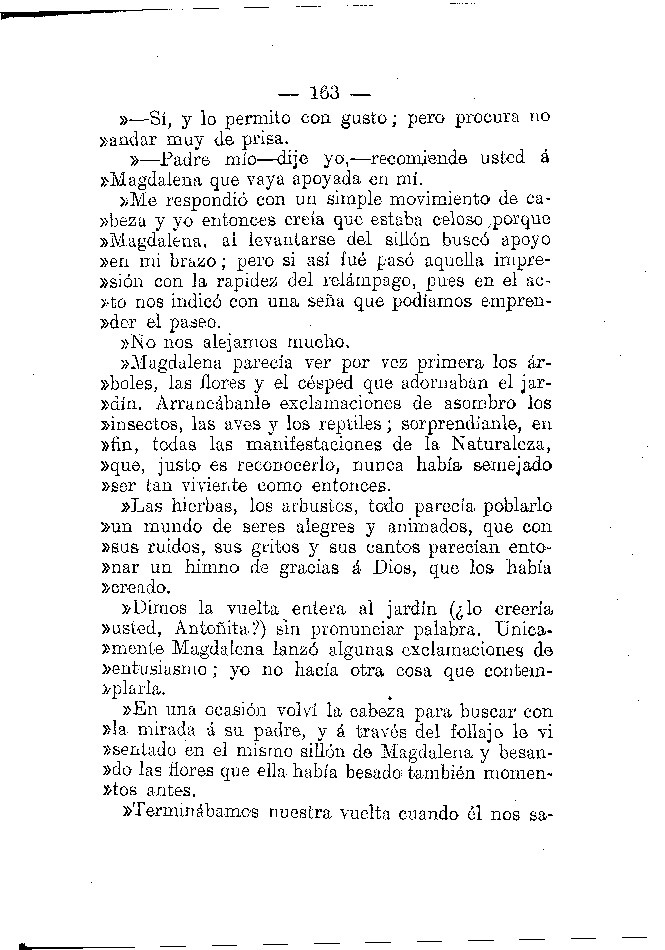 — 163 —
»—Sí, y lo permito con gusto; pero procura no
»andar muy de prisa.
»—Padre mío—dije yo,—recomiende usted á
»Magdalena que vaya apoyada en mí.
»Me respondió con un simple movimiento de ca-
»beza y yo entonces creía que estaba celoso,porque
»Magdalena, al levantarse del sillón buscó apoyo
»en mi brazo; pero si así fué pasó aquella impre-
»sión con la rapidez del relámpago, pues en el ac-
»to nos indicó con una seña que podíamos empren-
»der el paseo.
»No nos alejamos mucho.
»Magdalena parecía ver por vez primera los ár-
»boles, las flores y el césped que adornaban el jar-
»dín. Arrancábanle exclamaciones de asombro los
»insectos, las aves y los reptiles; sorprendíanle, en
»fin, todas las manifestaciones de la Naturaleza,
»que, justo es reconocerlo, nunca había semejado
»ser tan viviente como entonces.
»Las hierbas, los arbustos, todo parecía poblarlo
»un mundo de seres alegres y animados, que con
»sus ruidos, sus gritos y sus cantos parecían ento-
»nar un himno de gracias á Dios, que los había
»creado.
»Dimos la vuelta entera al jardín (¿lo creería
»usted, Antoñita?) sin pronunciar palabra. Única-
»mente Magdalena lanzó algunas exclamaciones de
»entusiasmo; yo no hacía otra cosa que contem-
»plarla.
»En una ocasión volví la cabeza para buscar con
»la mirada á su padre, y á través del follaje le vi
»sentado en el mismo sillón de Magdalena y besan-
»do las flores que ella había besado también momen-
»tos antes.
»Terminábamos nuestra vuelta cuando él nos sa-